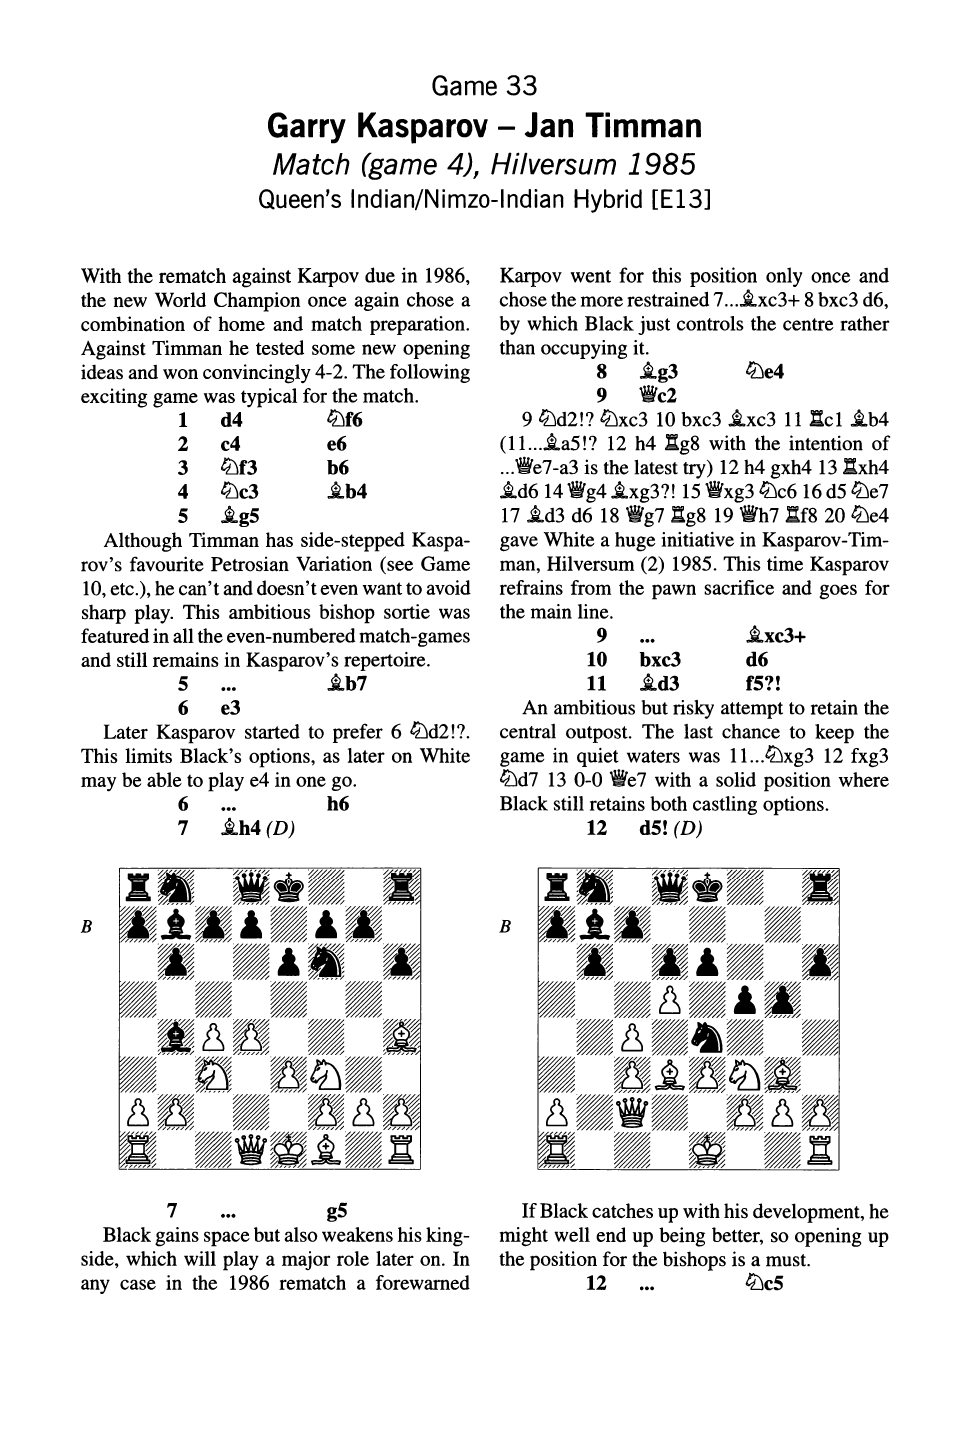 Game 33
Garry Kasparov – Jan Timman
Match (game 4), Hilversum 1985
Queen's Indian/Nimzo-Indian Hybrid [E13]
With the rematch against Karpov due in 1986,
the new World Champion once again chose a
combination of home and match preparation.
Against Timman he tested some new opening
ideas and won convincingly 4-2. The following
exciting game was typical for the match.
1 d4 ♘f6
2 c4 e6
3 ♘f3 b6
4 ♘c3 ♗b4
5 ♗g5
Although Timman has side-stepped Kaspa-
rov's favourite Petrosian Variation (see Game
10, etc.), he can't and doesn't even want to avoid
sharp play. This ambitious bishop sortie was
featured in all the even-numbered match-games
and still remains in Kasparov's repertoire.
5 ... ♗b7
6 e3
Later Kasparov started to prefer 6 ♘d2!?.
This limits Black's options, as later on White
may be able to play e4 in one go.
6 ... h6
7 ♗h4 (D)
B
7 ... g5
Black gains space but also weakens his king-
side, which will play a major role later on. In
any case in the 1986 rematch a forewarned
Karpov went for this position only once and
chose the more restrained 7...♗xc3+ 8 bxc3 d6,
by which Black just controls the centre rather
than occupying it.
8 ♗g3 ♘e4
9 ♕c2
9 ♘d2!? ♘xc3 10 bxc3 ♗xc3 11 ♖c1 ♗b4
(11...♗a5!? 12 h4 ♖g8 with the intention of
...♕e7-a3 is the latest try) 12 h4 gxh4 13 ♖xh4
♗d6 14 ♕g4 ♗xg3?! 15 ♕xg3 ♘c6 16 d5 ♘e7
17 ♗d3 d6 18 ♕g7 ♖g8 19 ♕h7 ♖f8 20 ♘e4
gave White a huge initiative in Kasparov-Tim-
man, Hilversum (2) 1985. This time Kasparov
refrains from the pawn sacrifice and goes for
the main line.
9 ... ♗xc3+
10 bxc3 d6
11 ♗d3 f5?!
An ambitious but risky attempt to retain the
central outpost. The last chance to keep the
game in quiet waters was 11...♘xg3 12 fxg3
♘d7 13 0-0 ♕e7 with a solid position where
Black still retains both castling options.
12 d5! (D)
B
If Black catches up with his development, he
might well end up being better, so opening up
the position for the bishops is a must.
12 ... ♘c5